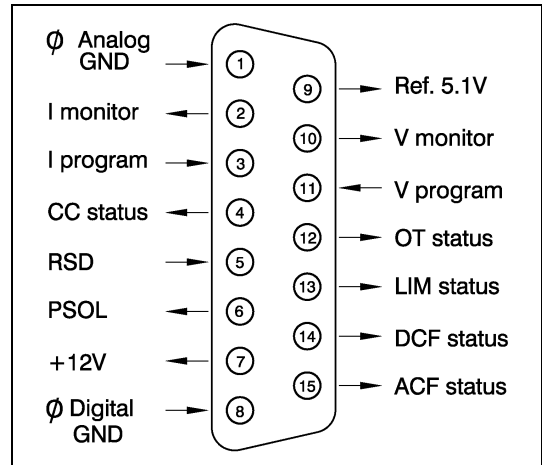 Ø Analog
GND
1
I monitor
2
I program
3
CC status
4
RSD
5
PSOL
6
+12V
7
Ø Digital
GND
8
9
Ref. 5.1V
10
V monitor
11
V program
12
OT status
13
LIM status
14
DCF status
15
ACF status